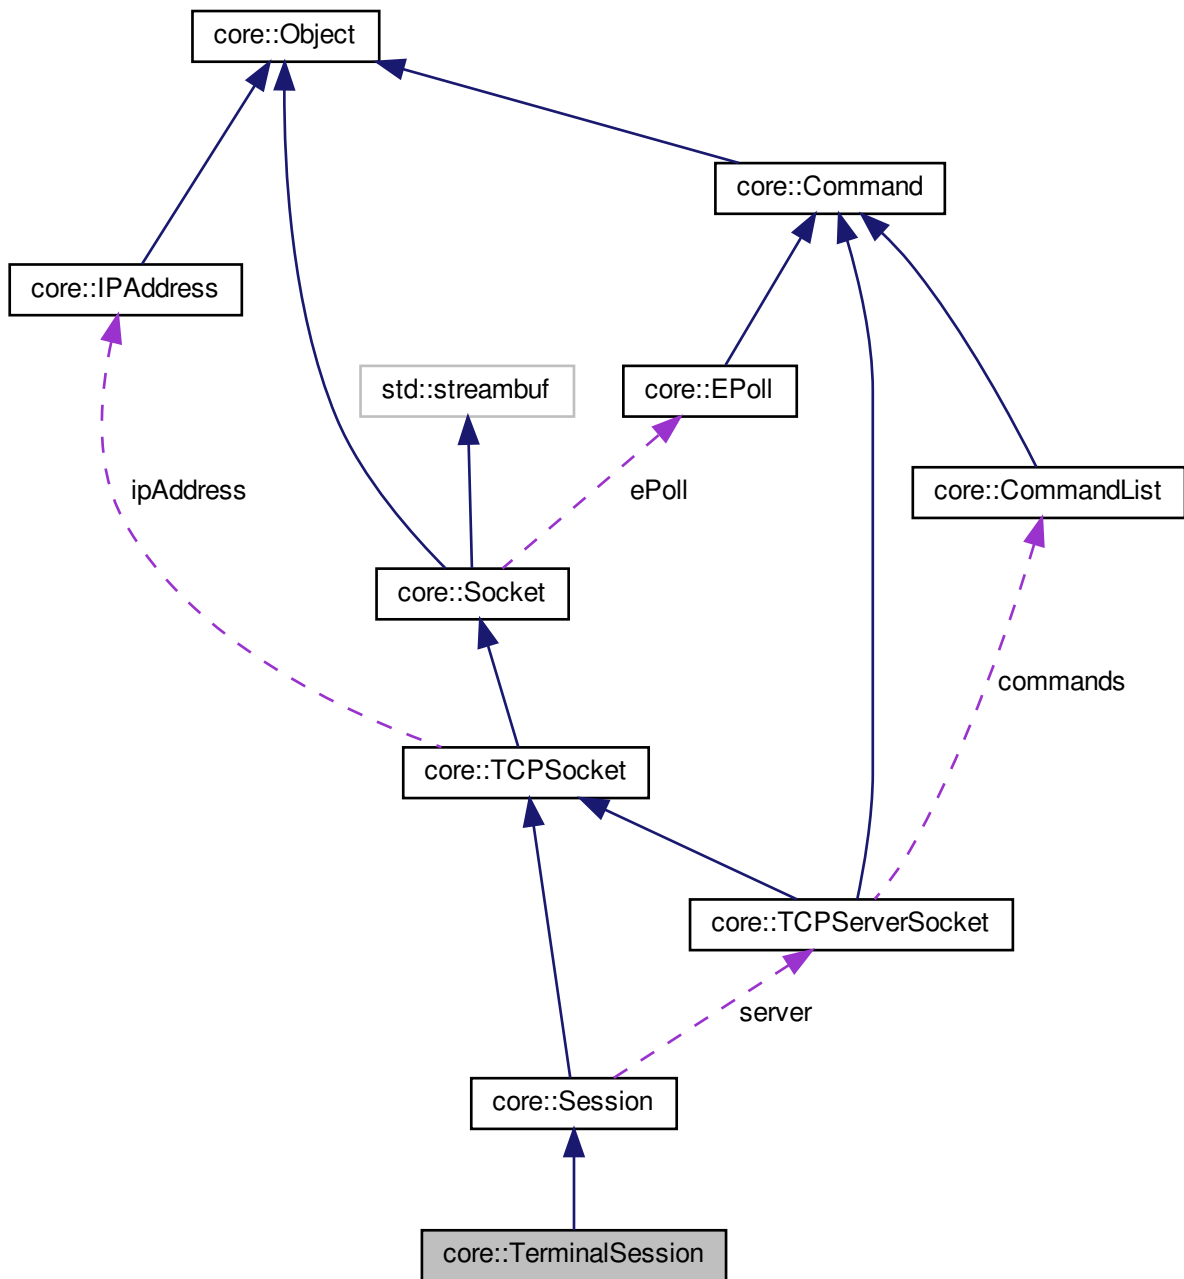 core::Object
core::Command
core::IPAddress
std::streambuf
core::EPoll
ipAddress
ePoll
core::CommandList
core::Socket
commands
core::TCPSocket
core::TCPServerSocket
server
core::Session
core::TerminalSession